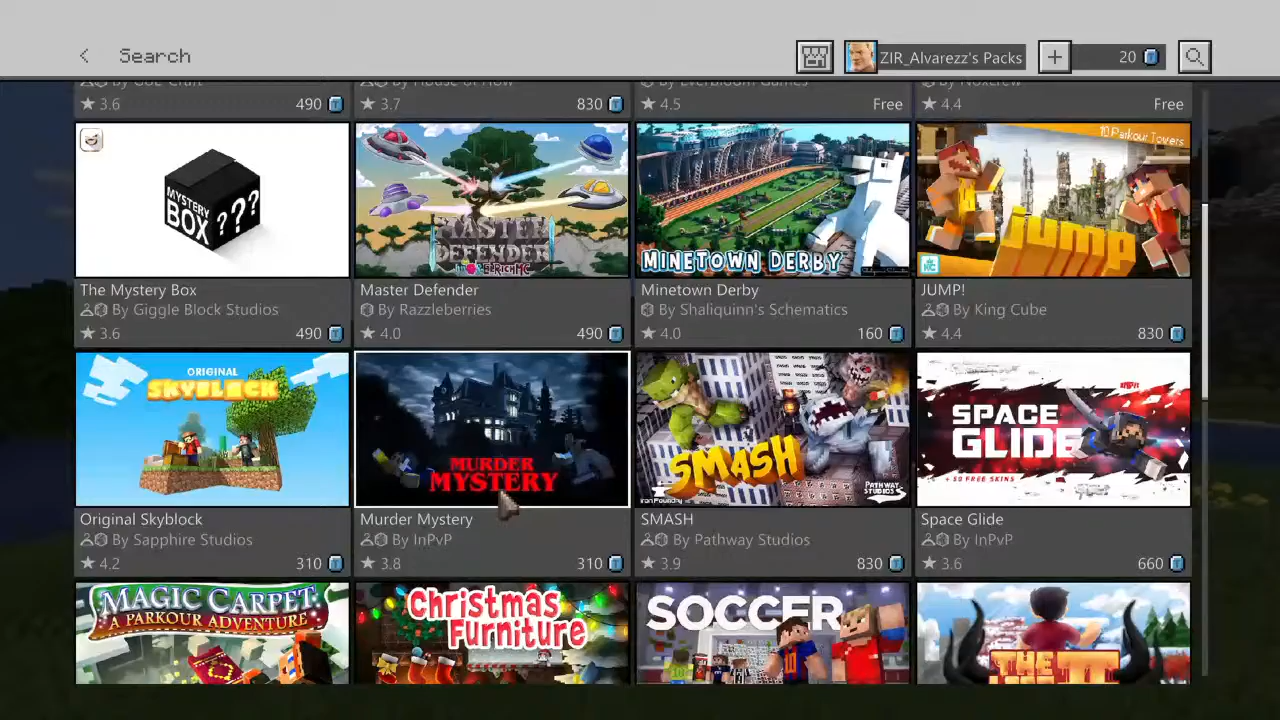 Search
ZIR_Alvarezz's Packs
20
3.6
490
3.7
830
4.5
Free
4.4
Free
MYSTERY
BOX
???
The Mystery Box
By Giggle Block Studios
3.6
490
MASTER
DEFENDER
Master Defender
By Razzleberries
4.0
490
MINETOWN DERBY
Minetown Derby
By Shaliquinn's Schematics
4.0
160
10 Parkour Towers
jump
JUMP!
By King Cube
4.4
830
ORIGINAL
SKYBLOCK
Original Skyblock
By Sapphire Studios
4.2
310
MURDER
MYSTERY
Murder Mystery
By InPvP
3.8
310
SMASH
Iron Foundry
PATHWAY
STUDIOS
SMASH
By Pathway Studios
3.9
830
SPACE
GLIDE
+ 50 FREE SKINS
Space Glide
By InPvP
3.6
660
MAGIC CARPET
A PARKOUR ADVENTURE
Christmas
Furniture
SOCCER
THE